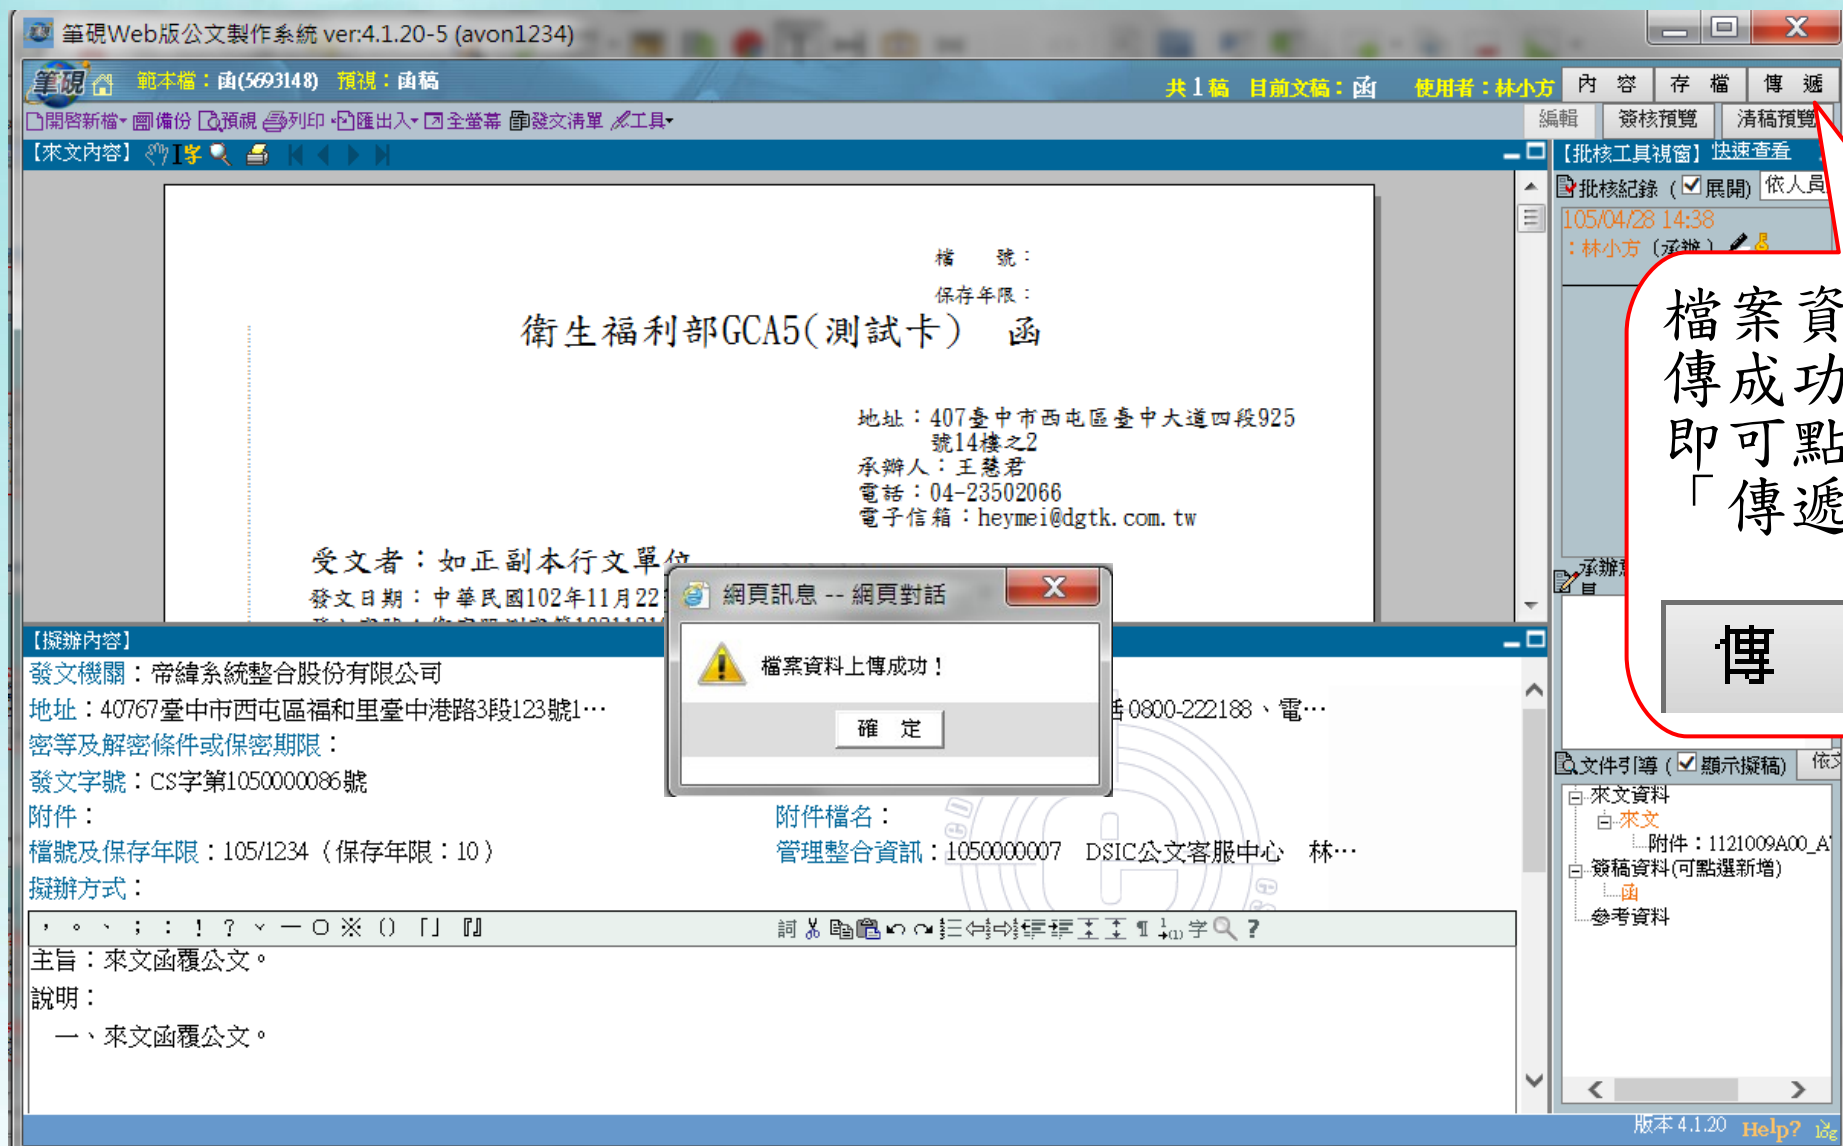 筆硯Web版公文製作系統 ver:4.1.20-5 (avon1234)
筆硯 範本檔：函(5693148) 預視：函稿 共1稿 目前文稿：函 使用者：林小方 內 容 存 檔 傳 遞
開啓新檔 備份 預視 列印 匯出入 全螢幕 發文清單 工具 編輯 簽核預覽 清稿預覽
【來文內容】 字
【批核工具視窗】 快速查看
批核紀錄 (展開) 依人員
105/04/28 14:38
：林小方 (承辦)
檔　號：
保存年限：
衛生福利部GCA5(測試卡)　函
地址：407臺中市西屯區臺中大道四段925
號14樓之2
承辦人：王慧君
電話：04-23502066
電子信箱：heymei@dgtk.com.tw
受文者：如正副本行文單位
發文日期：中華民國102年11月22
檔案資
傳成功
即可點
「傳遞
傳
網頁訊息 -- 網頁對話
X
檔案資料上傳成功！
確 定
【擬辦內容】
發文機關：帝緯系統整合股份有限公司
地址：40767臺中市西屯區福和里臺中港路3段123號1… 0800-222188、電…
密等及解密條件或保密期限：
發文字號：CS字第1050000086號
附件： 附件檔名：
檔號及保存年限：105/1234（保存年限：10） 管理整合資訊：1050000007 DSIC公文客服中心 林…
擬辦方式：
，。、；：！？ˇ—○※（）「」『』 詞 字 ?
主旨：來文函覆公文。
說明：
一、來文函覆公文。
承辦
文件引導 (顯示擬稿)
來文資料
來文
附件：1121009A00_A
簽稿資料(可點選新增)
函
參考資料
版本 4.1.20 Help? log